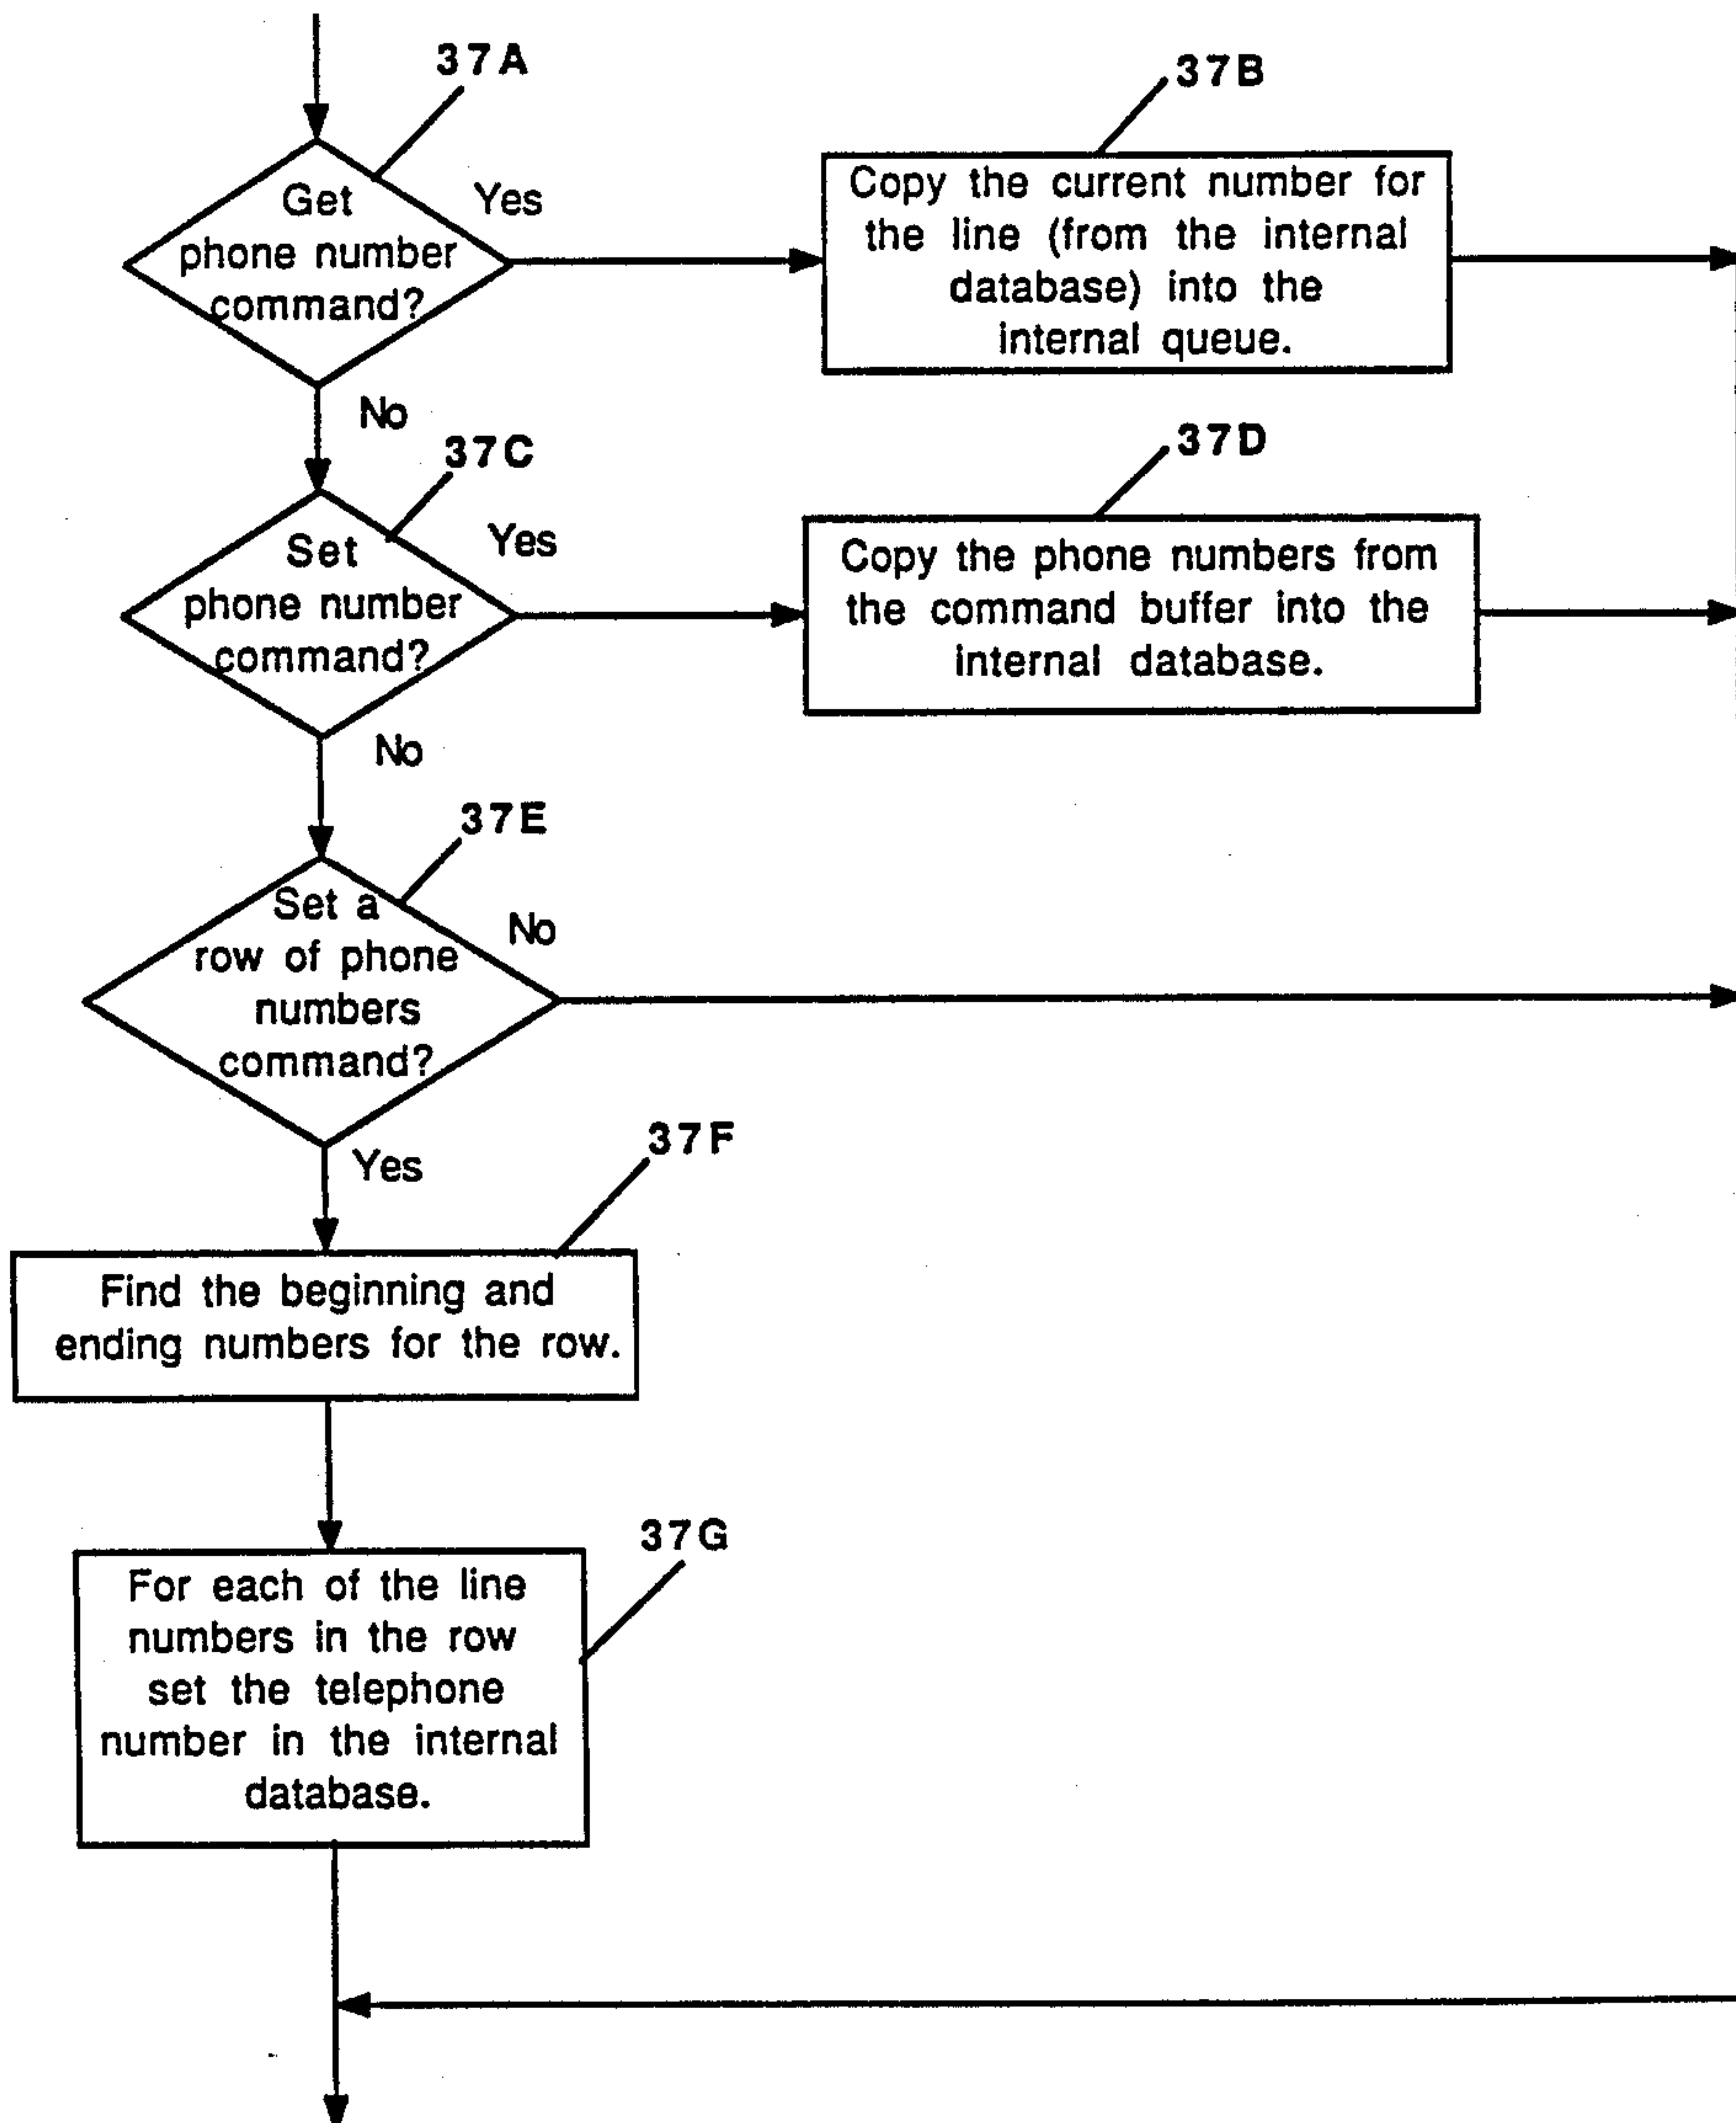 37A
Get
phone number
command?
Yes
No
37B
Copy the current number for
the line (from the internal
database) into the
internal queue.
37C
Set
phone number
command?
Yes
No
37D
Copy the phone numbers from
the command buffer into the
internal database.
37E
Set a
row of phone
numbers
command?
No
Yes
37F
Find the beginning and
ending numbers for the row.
37G
For each of the line
numbers in the row
set the telephone
number in the internal
database.